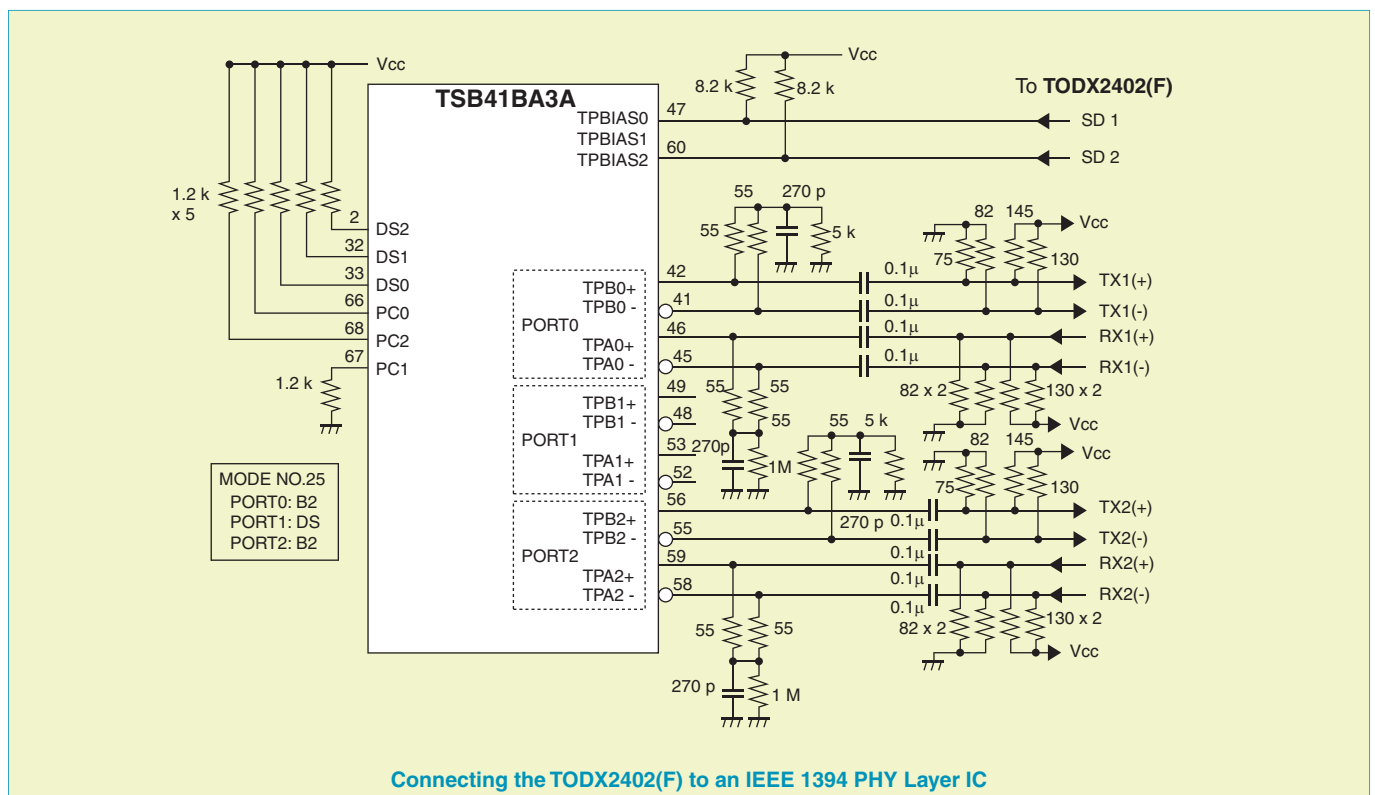 Vcc
TSB41BA3A
TPBIAS0
TPBIAS1
TPBIAS2
47
60
8.2 k
8.2 k
Vcc
To TODX2402(F)
SD 1
SD 2
1.2 k
x 5
2
DS2
32
DS1
33
DS0
66
PC0
68
PC2
67
PC1
1.2 k
MODE NO.25
PORT0: B2
PORT1: DS
PORT2: B2
PORT0
TPB0+
TPB0 -
TPA0+
TPA0 -
42
41
46
45
PORT1
TPB1+
TPB1 -
TPA1+
TPA1 -
49
48
53
52
PORT2
TPB2+
TPB2 -
TPA2+
TPA2 -
56
55
59
58
55
270 p
55
5 k
82
145
Vcc
75
130
0.1µ
TX1(+)
0.1µ
TX1(-)
0.1µ
RX1(+)
0.1µ
RX1(-)
55
55
55
82 x 2
130 x 2
Vcc
270p
1M
55
5 k
82
145
Vcc
75
130
270 p
0.1µ
TX2(+)
0.1µ
TX2(-)
0.1µ
RX2(+)
0.1µ
RX2(-)
55
55
82 x 2
130 x 2
Vcc
270 p
1 M
Connecting the TODX2402(F) to an IEEE 1394 PHY Layer IC